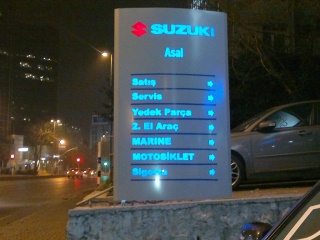 SUZUKI
Asal
Satış
Servis
Yedek Parça
2. El Araç
MARINE
MOTOSİKLET
Sigorta